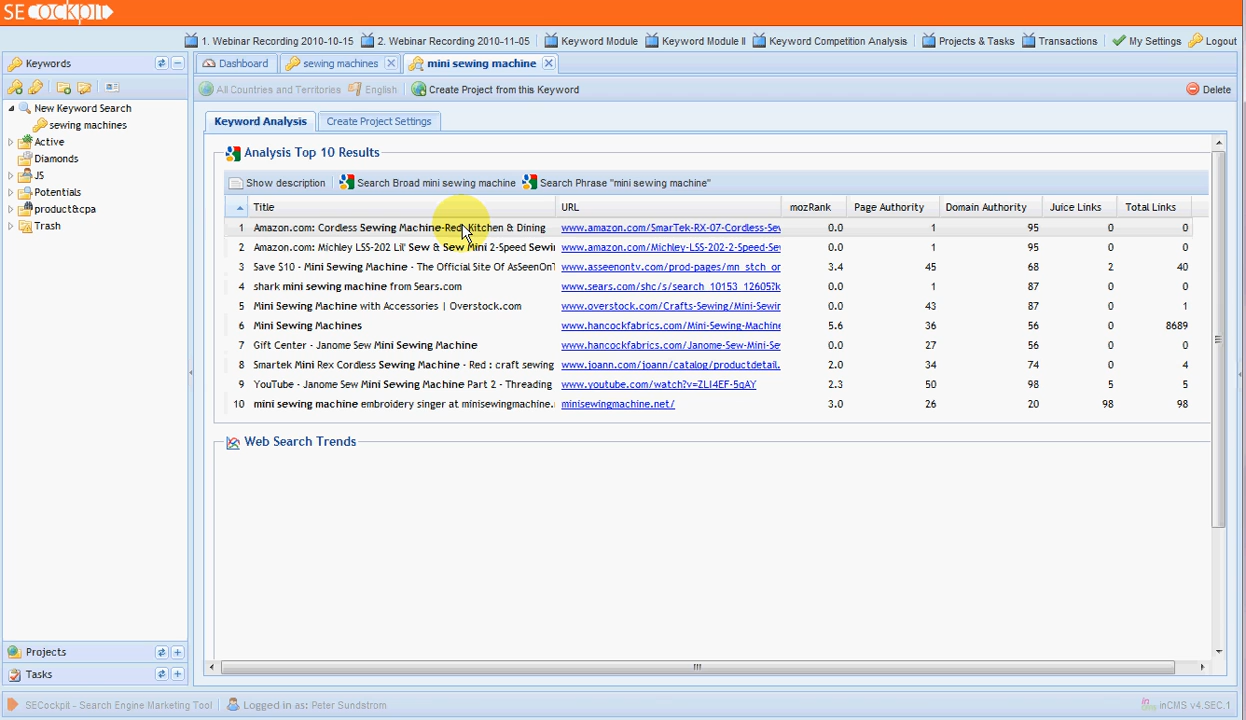 SECockpit
1. Webinar Recording 2010-10-15 2. Webinar Recording 2010-11-05 Keyword Module Keyword Module II Keyword Competition Analysis Projects & Tasks Transactions My Settings Logout
Keywords Dashboard sewing machines mini sewing machine
All Countries and Territories English Create Project from this Keyword Delete
New Keyword Search
sewing machines
Active
Diamonds
JS
Potentials
product&cpa
Trash
Keyword Analysis Create Project Settings
Analysis Top 10 Results
Show description Search Broad mini sewing machine Search Phrase "mini sewing machine"
Title URL mozRank Page Authority Domain Authority Juice Links Total Links
1 Amazon.com: Cordless Sewing Machine-Red: Kitchen & Dining www.amazon.com/SmarTek-RX-07-Cordless-Sev 0.0 1 95 0 0
2 Amazon.com: Michley LSS-202 Lil' Sew & Sew Mini 2-Speed Sewin www.amazon.com/Michley-LSS-202-2-Speed-Se 0.0 1 95 0 0
3 Save $10 - Mini Sewing Machine - The Official Site Of AsSeenOnT www.asseenontv.com/prod-pages/mn_stch_or 3.4 45 68 2 40
4 shark mini sewing machine from Sears.com www.sears.com/shc/s/search_10153_12605?k 0.0 1 87 0 0
5 Mini Sewing Machine with Accessories | Overstock.com www.overstock.com/Crafts-Sewing/Mini-Sewir 0.0 43 87 0 1
6 Mini Sewing Machines www.hancockfabrics.com/Mini-Sewing-Machine 5.6 36 56 0 8689
7 Gift Center - Janome Sew Mini Sewing Machine www.hancockfabrics.com/Janome-Sew-Mini-Se 0.0 27 56 0 0
8 Smartek Mini Rex Cordless Sewing Machine - Red : craft sewing www.joann.com/joann/catalog/productdetail. 2.0 34 74 0 4
9 YouTube - Janome Sew Mini Sewing Machine Part 2 - Threading www.youtube.com/watch?v=ZLI4EF-5qAY 2.3 50 98 5 5
10 mini sewing machine embroidery singer at minisewingmachine. minisewingmachine.net/ 3.0 26 20 98 98
Web Search Trends
Projects
Tasks
SECockpit - Search Engine Marketing Tool Logged in as: Peter Sundstrom inCMS v4.SEC.1